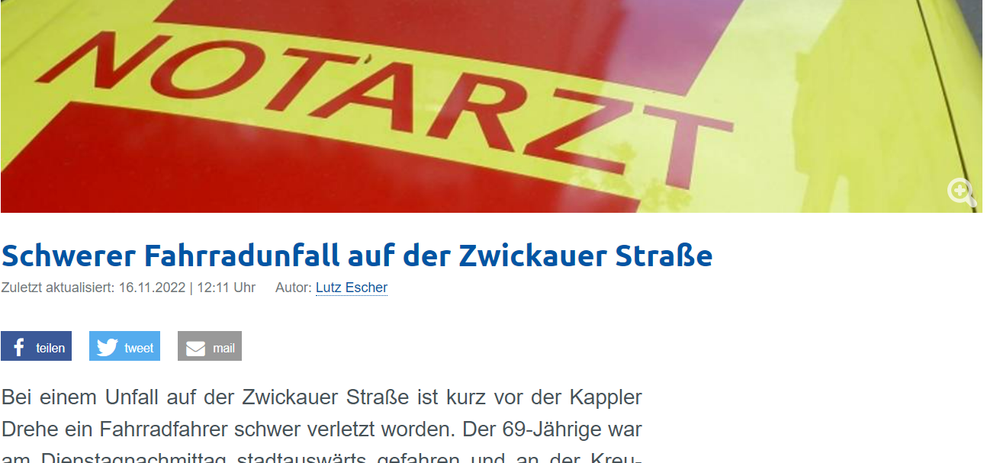 NOTARZT
Schwerer Fahrradunfall auf der Zwickauer Straße
Zuletzt aktualisiert: 16.11.2022 | 12:11 Uhr Autor: Lutz Escher
teilen tweet mail
Bei einem Unfall auf der Zwickauer Straße ist kurz vor der Kappler
Drehe ein Fahrradfahrer schwer verletzt worden. Der 69-Jährige war
am Dienstagnachmittag stadtauswärts gefahren und an der Kreu-